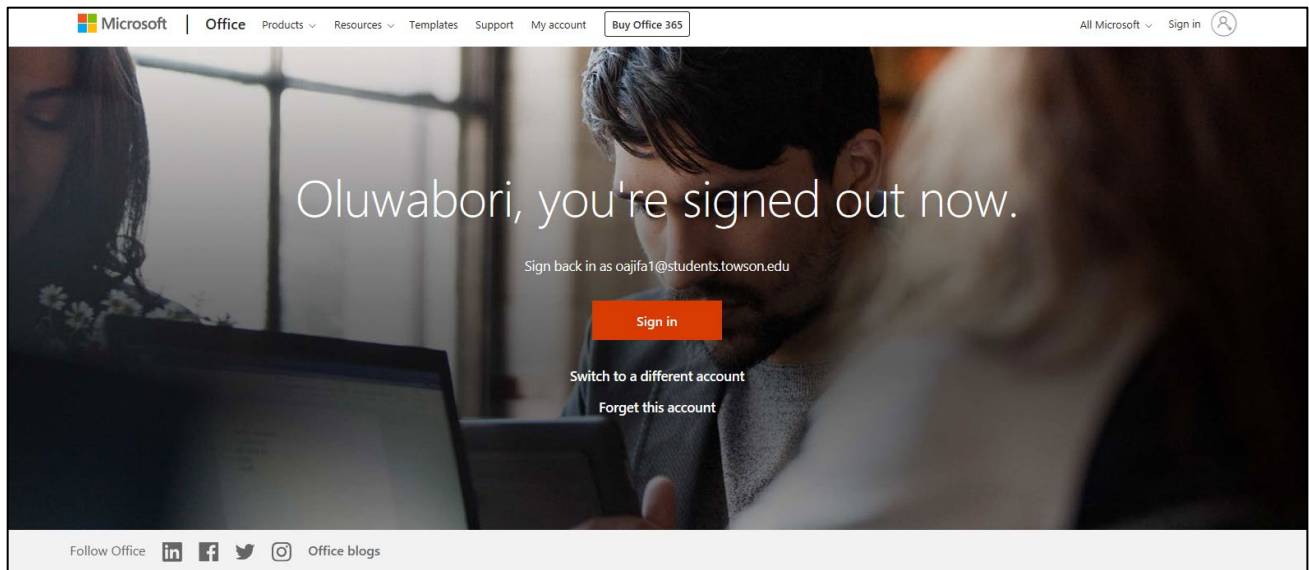 Microsoft Office Products Resources Templates Support My account Buy Office 365 All Microsoft Sign in
Oluwabori, you're signed out now.
Sign back in as oajifa1@students.towson.edu
Sign in
Switch to a different account
Forget this account
Follow Office in f Office blogs